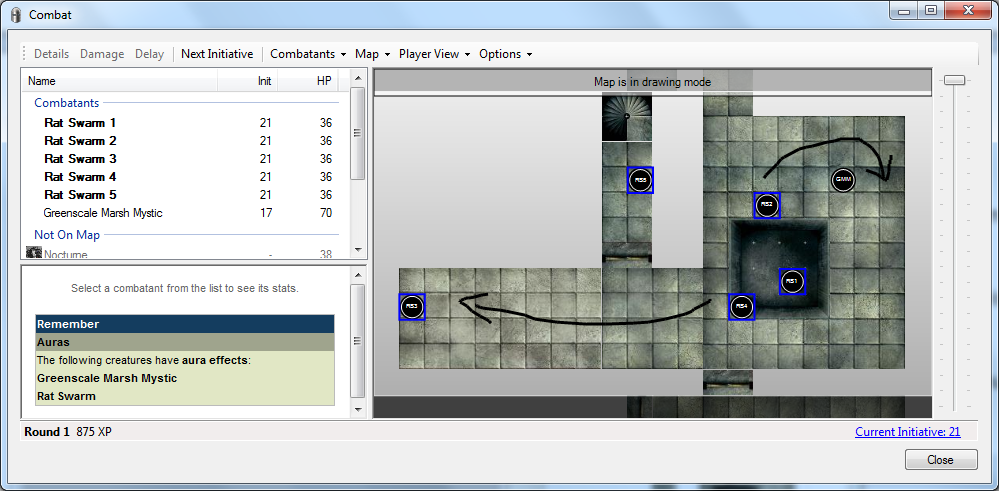 Combat
Details Damage Delay Next Initiative Combatants Map Player View Options
Name Init HP
Combatants
Rat Swarm 1 21 36
Rat Swarm 2 21 36
Rat Swarm 3 21 36
Rat Swarm 4 21 36
Rat Swarm 5 21 36
Greenscale Marsh Mystic 17 70
Not On Map
Nocturne - 38
Select a combatant from the list to see its stats.
Remember
Auras
The following creatures have aura effects:
Greenscale Marsh Mystic
Rat Swarm
Map is in drawing mode
RS5
GMM
RS2
RS1
RS3
RS4
Round 1 875 XP
Current Initiative: 21
Close